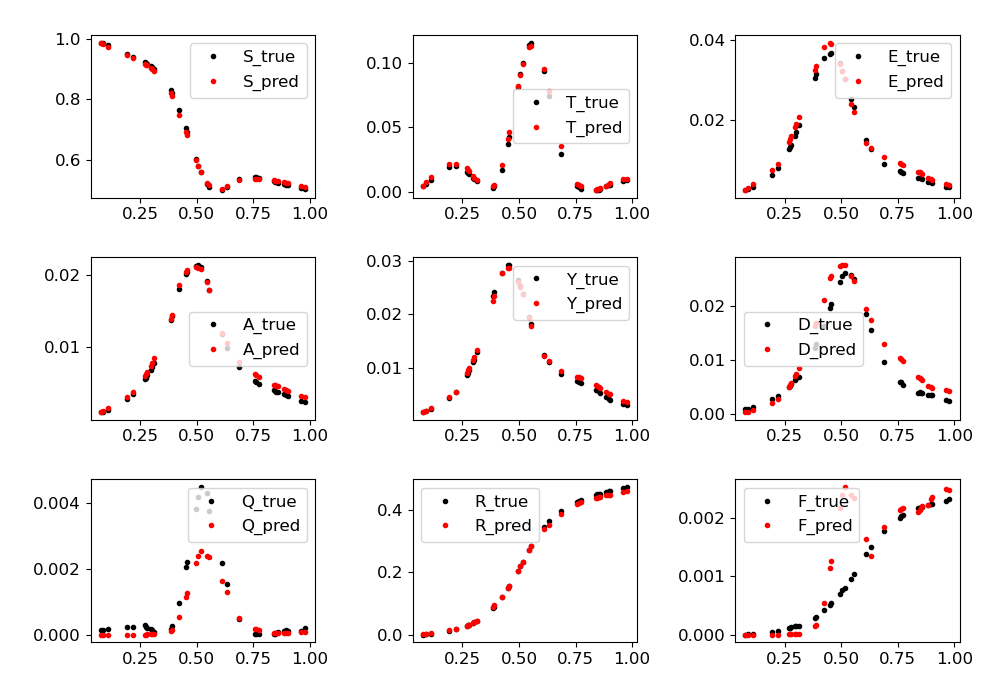 1.0
0.8
0.6
S_true
S_pred
0.25 0.50 0.75 1.00
0.10
0.05
0.00
T_true
T_pred
0.25 0.50 0.75 1.00
0.04
0.02
E_true
E_pred
0.25 0.50 0.75 1.00
0.02
0.01
A_true
A_pred
0.25 0.50 0.75 1.00
0.03
0.02
0.01
Y_true
Y_pred
0.25 0.50 0.75 1.00
0.02
0.01
0.00
D_true
D_pred
0.25 0.50 0.75 1.00
0.004
0.002
0.000
Q_true
Q_pred
0.25 0.50 0.75 1.00
0.4
0.2
0.0
R_true
R_pred
0.25 0.50 0.75 1.00
0.002
0.001
0.000
F_true
F_pred
0.25 0.50 0.75 1.00